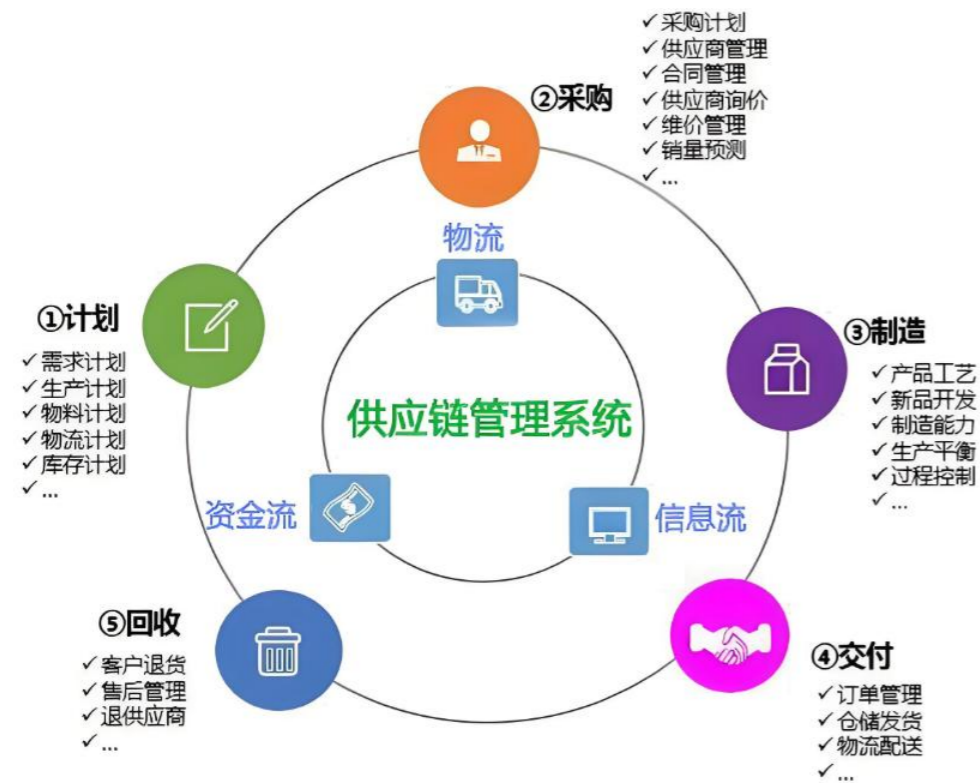 ①计划
✓需求计划
✓生产计划
✓物料计划
✓物流计划
✓库存计划
✓...
②采购
✓采购计划
✓供应商管理
✓合同管理
✓供应商询价
✓维价管理
✓销量预测
✓...
③制造
✓产品工艺
✓新品开发
✓制造能力
✓生产平衡
✓过程控制
✓...
④交付
✓订单管理
✓仓储发货
✓物流配送
✓...
⑤回收
✓客户退货
✓售后管理
✓退供应商
✓...
物流
供应链管理系统
资金流
信息流